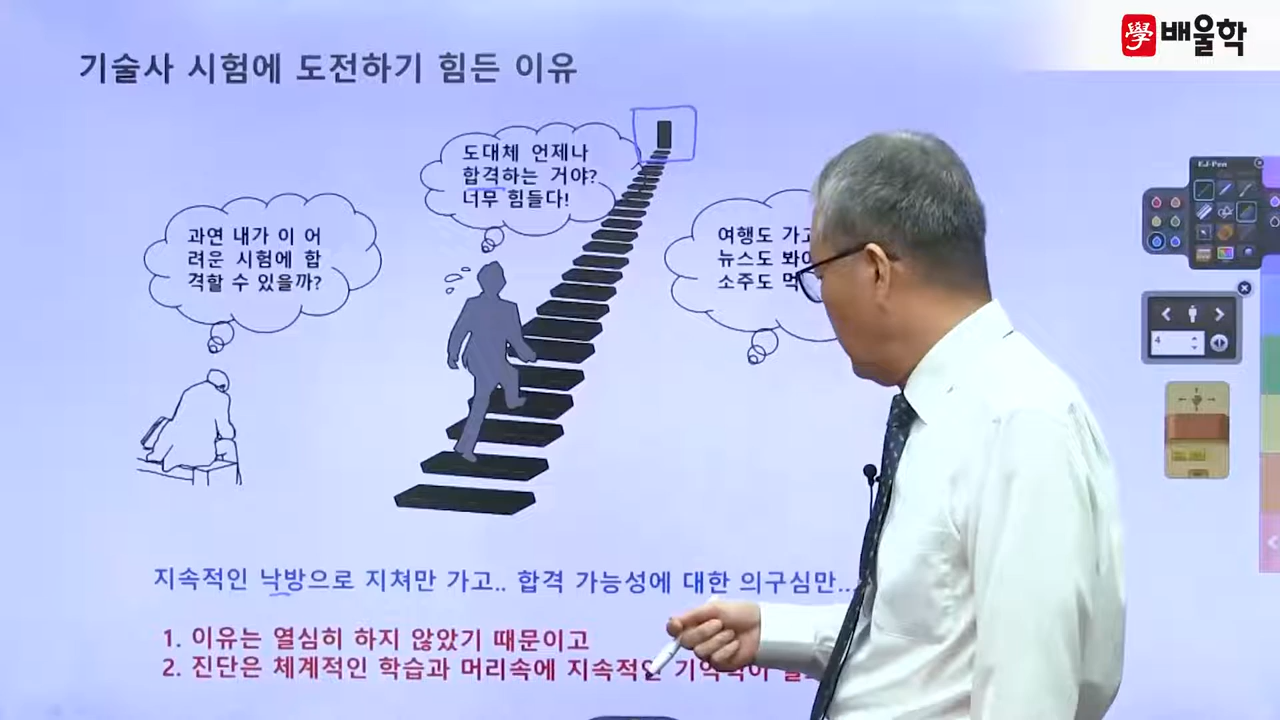 學 배울학
기술사 시험에 도전하기 힘든 이유
도대체 언제나
합격하는 거야?
너무 힘들다!
과연 내가 이 어
려운 시험에 합
격할 수 있을까?
여행도 가고
뉴스도 봐야
소주도 먹
EJ-Pen
4
지속적인 낙방으로 지쳐만 가고.. 합격 가능성에 대한 의구심만...
1. 이유는 열심히 하지 않았기 때문이고
2. 진단은 체계적인 학습과 머리속에 지속적인